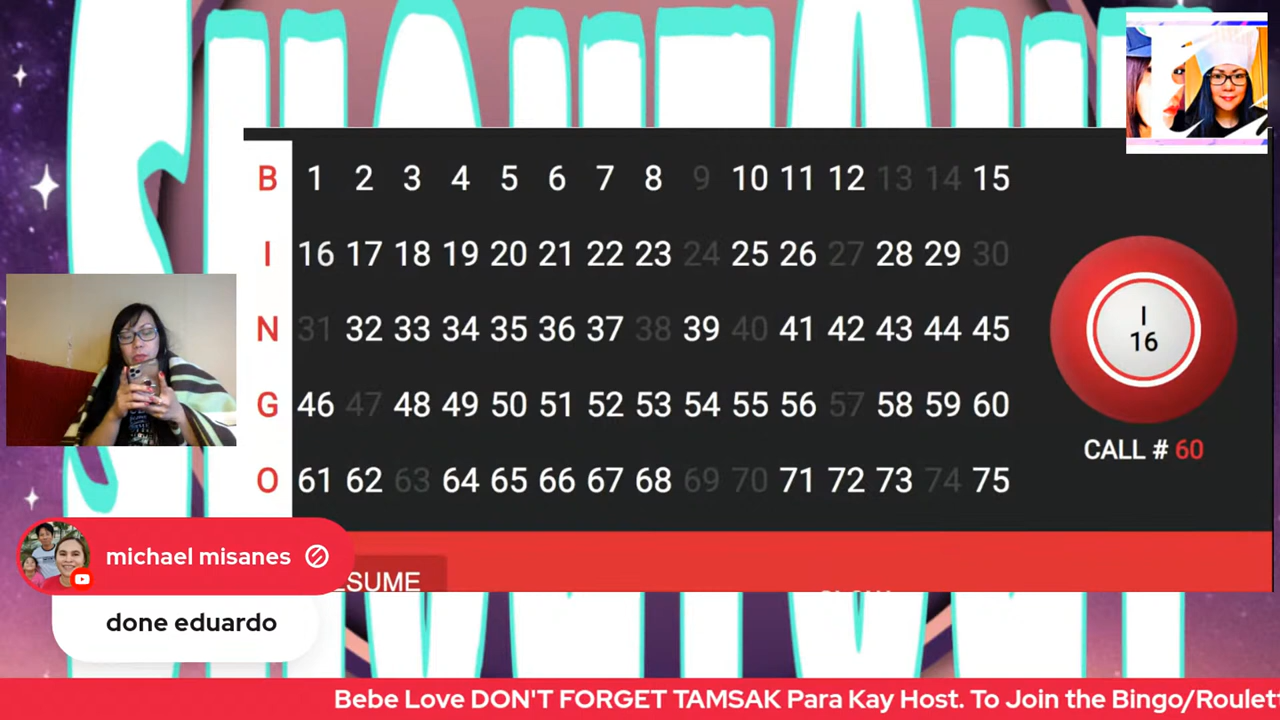 B 1 2 3 4 5 6 7 8 9 10 11 12 13 14 15
I 16 17 18 19 20 21 22 23 24 25 26 27 28 29 30
N 31 32 33 34 35 36 37 38 39 40 41 42 43 44 45
G 46 47 48 49 50 51 52 53 54 55 56 57 58 59 60
O 61 62 63 64 65 66 67 68 69 70 71 72 73 74 75
I
16
CALL # 60
ESUME
michael misanes
done eduardo
Bebe Love DON'T FORGET TAMSAK Para Kay Host. To Join the Bingo/Roulett